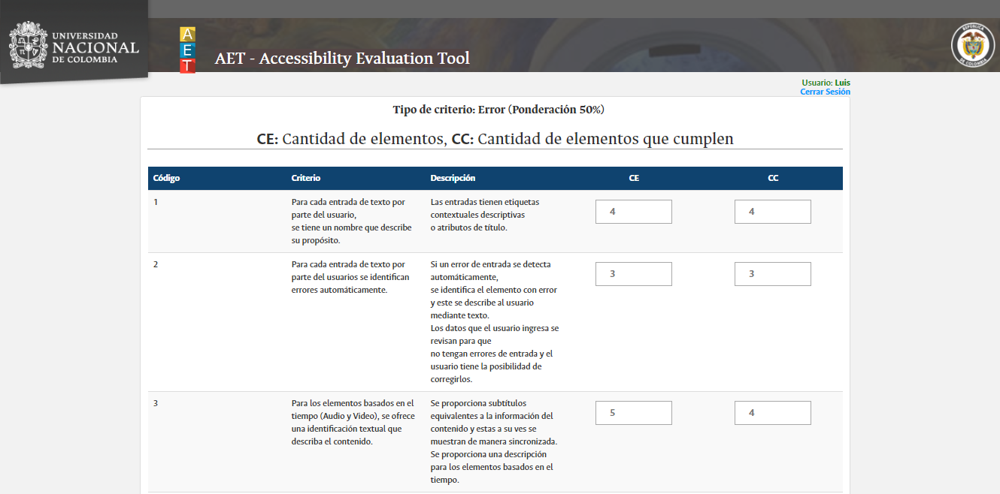 UNIVERSIDAD
NACIONAL
DE COLOMBIA
A
E
T
AET - Accessibility Evaluation Tool
REPÚBLICA
DE COLOMBIA
Usuario: Luis
Cerrar Sesión
Tipo de criterio: Error (Ponderación 50%)
CE: Cantidad de elementos, CC: Cantidad de elementos que cumplen
Código Criterio Descripción CE CC
1
Para cada entrada de texto por
parte del usuario,
se tiene un nombre que describe
su propósito.
Las entradas tienen etiquetas
contextuales descriptivas
o atributos de título.
4
4
2
Para cada entrada de texto por
parte del usuarios se identifican
errores automáticamente.
Si un error de entrada se detecta
automáticamente,
se identifica el elemento con error
y este se describe al usuario
mediante texto.
Los datos que el usuario ingresa se
revisan para que
no tengan errores de entrada y el
usuario tiene la posibilidad de
corregirlos.
3
3
3
Para los elementos basados en el
tiempo (Audio y Video), se ofrece
una identificación textual que
describa el contenido.
Se proporciona subtítulos
equivalentes a la información del
contenido y estas a su ves se
muestran de manera sincronizada.
Se proporciona una descripción
para los elementos basados en el
tiempo.
5
4